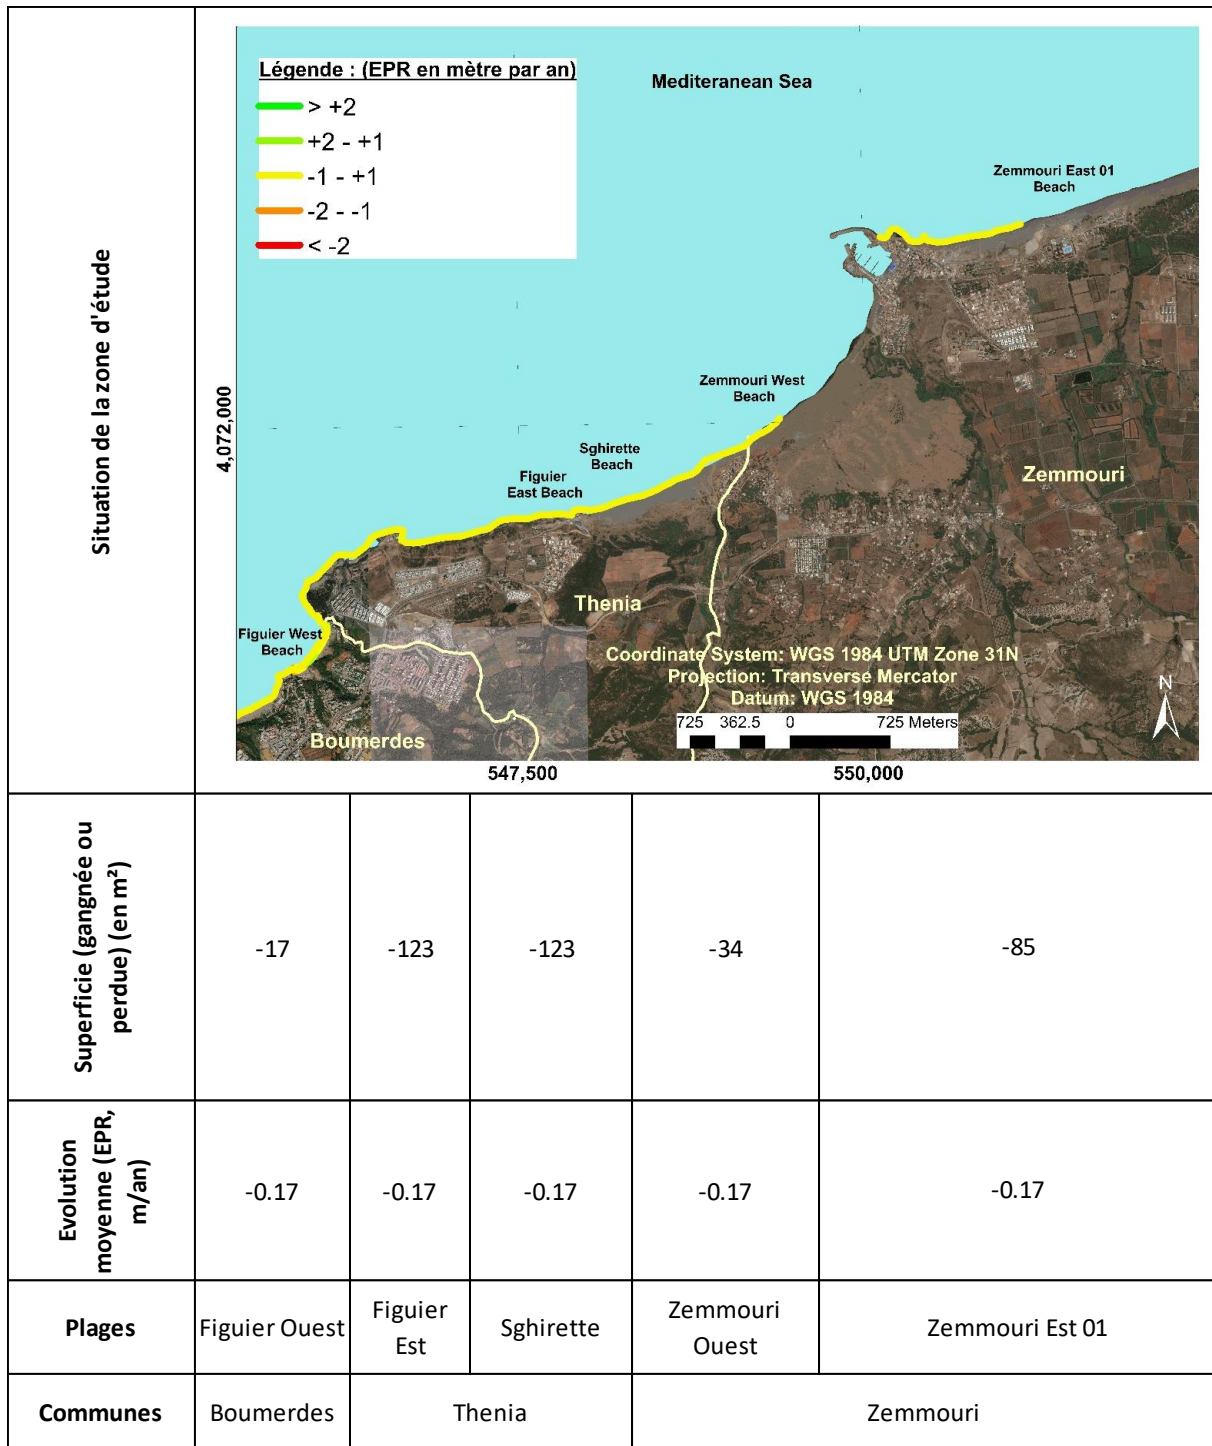 Situation de la zone d'étude
Légende : (EPR en mètre par an)
> +2
+2 - +1
-1 - +1
-2 - -1
< -2
Mediteranean Sea
Zemmouri East 01
Beach
Zemmouri West
Beach
Sghirette
Beach
Figuier
East Beach
Figuier West
Beach
Zemmouri
Thenia
Boumerdes
Coordinate System: WGS 1984 UTM Zone 31N
Projection: Transverse Mercator
Datum: WGS 1984
725 362.5 0 725 Meters
N
4,072,000
547,500
550,000
Superficie (gangnée ou
perdue) (en m²)
-17
-123
-123
-34
-85
Evolution
moyenne (EPR,
m/an)
-0.17
-0.17
-0.17
-0.17
-0.17
Plages
Figuier Ouest
Figuier
Est
Sghirette
Zemmouri
Ouest
Zemmouri Est 01
Communes
Boumerdes
Thenia
Zemmouri